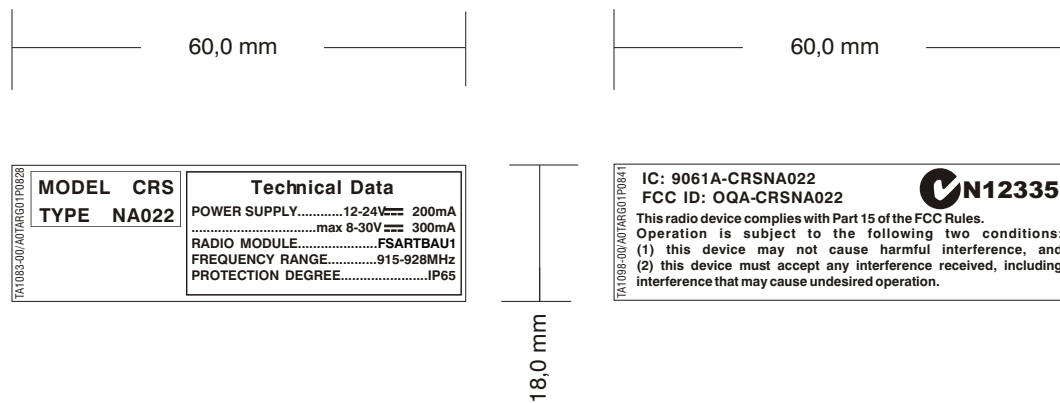 60,0 mm
60,0 mm
TA1083-00/A0TARG01P0828
MODEL CRS
TYPE NA022
Technical Data
POWER SUPPLY............12-24V 200mA
................................max 8-30V 300mA
RADIO MODULE....................FSARTBAU1
FREQUENCY RANGE............915-928MHz
PROTECTION DEGREE......................IP65
18,0 mm
TA1098-00/A0TARG01P0841
IC: 9061A-CRSNA022
FCC ID: OQA-CRSNA022
N12335
This radio device complies with Part 15 of the FCC Rules.
Operation is subject to the following two conditions:
(1) this device may not cause harmful interference, and
(2) this device must accept any interference received, including
interference that may cause undesired operation.